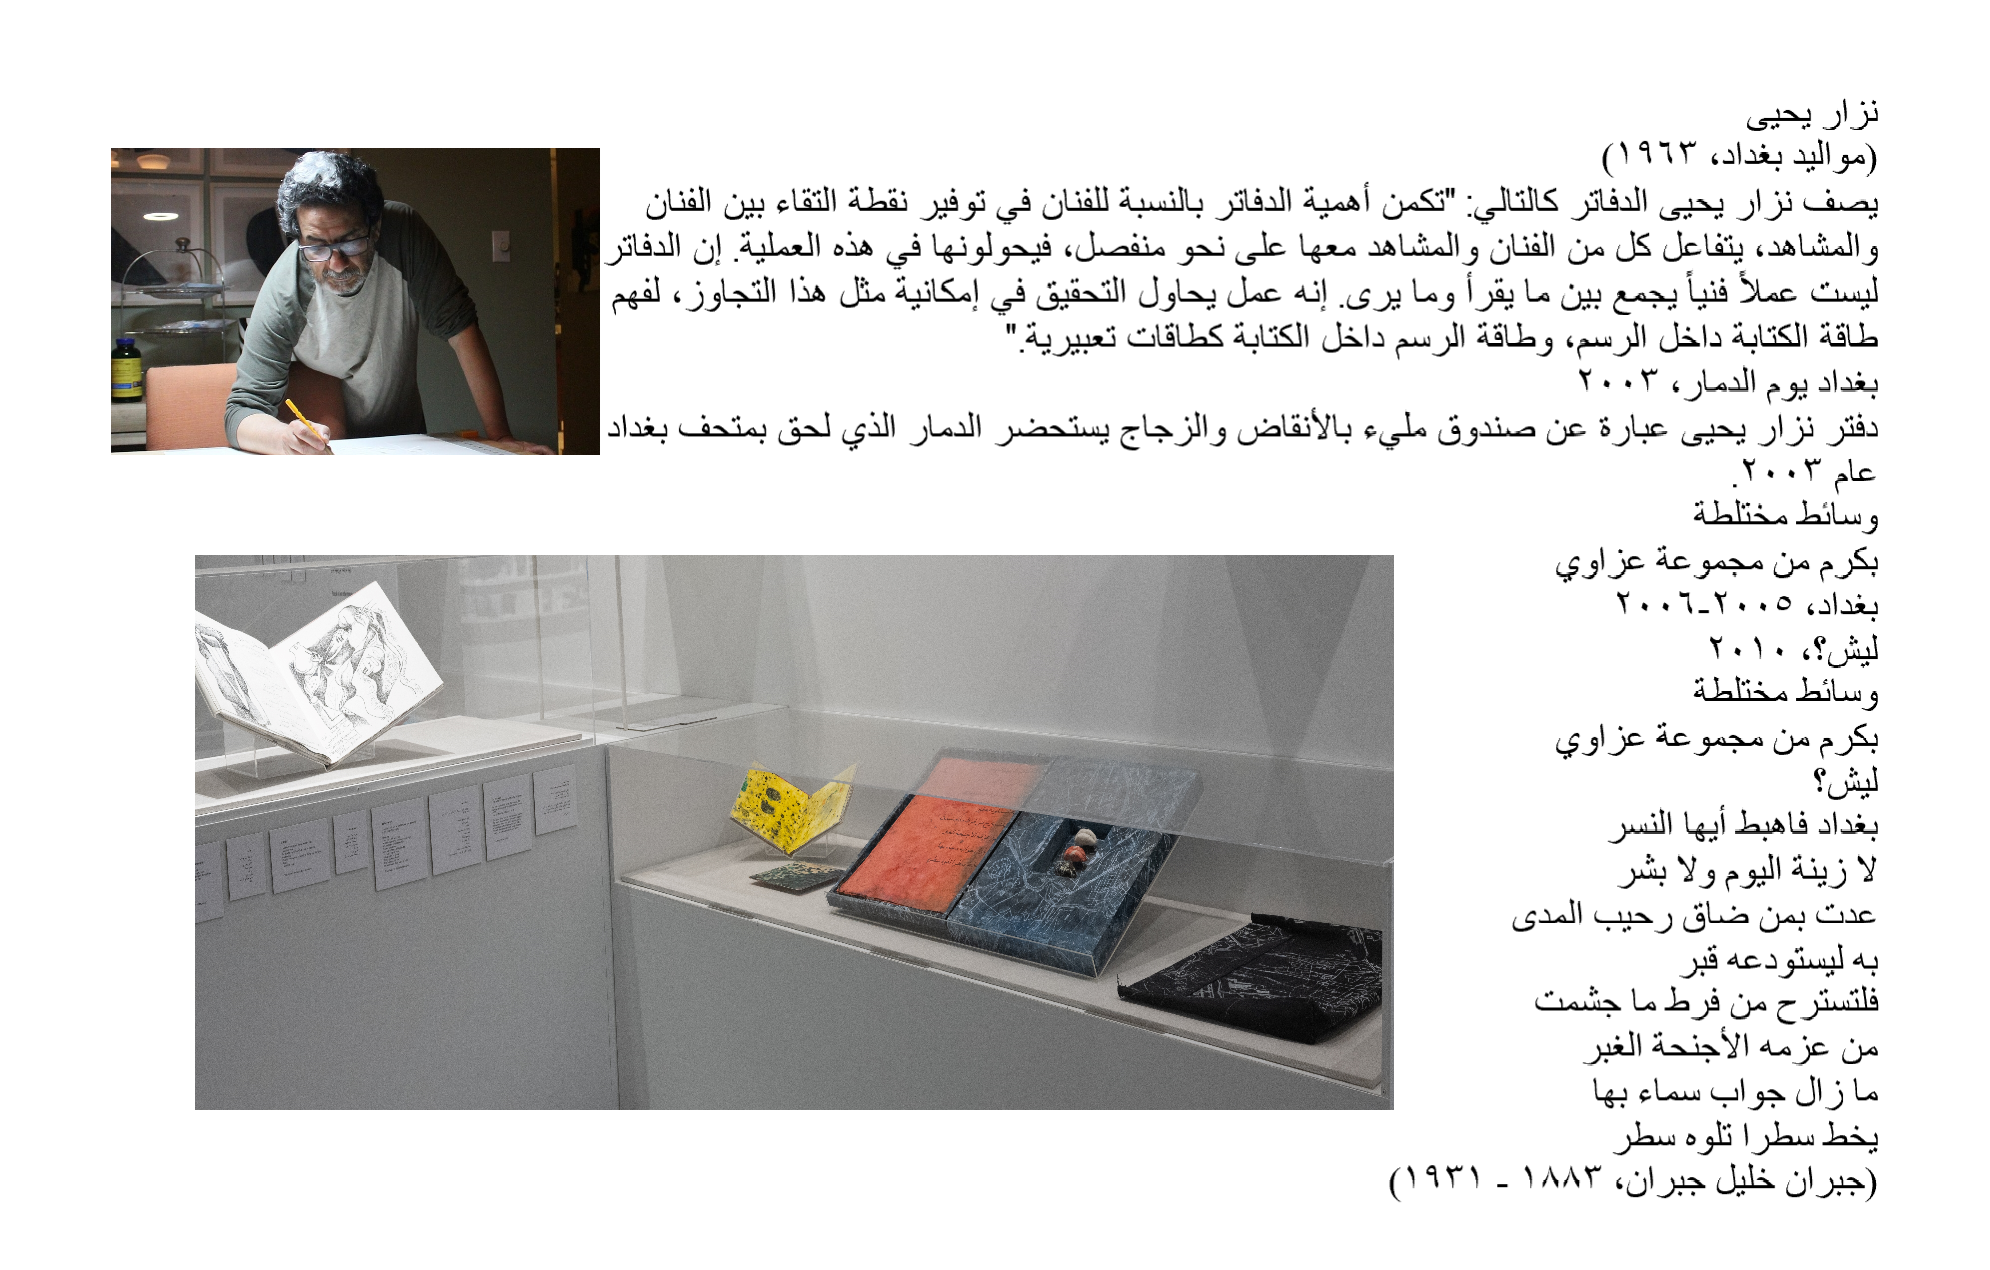 نزار يحيى
(مواليد بغداد، ١٩٦٣)
يصف نزار يحيى الدفاتر كالتالي: "تكمن أهمية الدفاتر بالنسبة للفنان في توفير نقطة التقاء بين الفنان
والمشاهد، يتفاعل كل من الفنان والمشاهد معها على نحو منفصل، فيحولونها في هذه العملية. إن الدفاتر
ليست عملاً فنياً يجمع بين ما يقرأ وما يرى. إنه عمل يحاول التحقيق في إمكانية مثل هذا التجاوز، لفهم
طاقة الكتابة داخل الرسم، وطاقة الرسم داخل الكتابة كطاقات تعبيرية."
بغداد يوم الدمار، ٢٠٠٣
دفتر نزار يحيى عبارة عن صندوق مليء بالأنقاض والزجاج يستحضر الدمار الذي لحق بمتحف بغداد
عام ٢٠٠٣.
وسائط مختلطة
بكرم من مجموعة عزاوي
بغداد، ٢٠٠٥-٢٠٠٦
ليش؟، ٢٠١٠
وسائط مختلطة
بكرم من مجموعة عزاوي
ليش؟
بغداد فاهبط أيها النسر
لا زينة اليوم ولا بشر
عدت بمن ضاق رحيب المدى
به ليستودعه قبر
فلتسترح من فرط ما جشمت
من عزمه الأجنحة الغبر
ما زال جواب سماء بها
يخط سطرا تلوه سطر
(جبران خليل جبران، ١٨٨٣ - ١٩٣١)